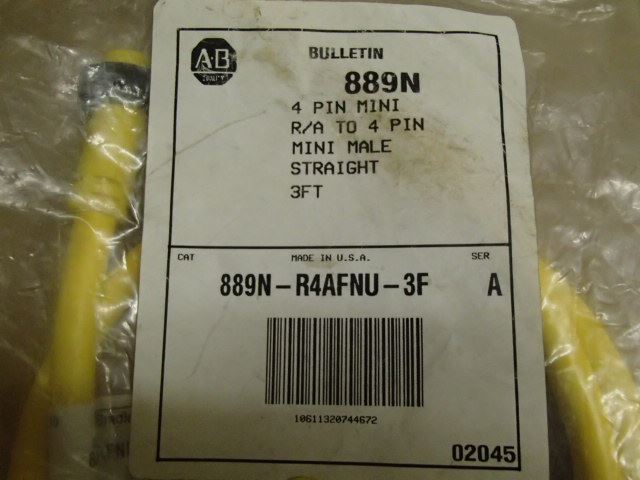 A-B
QUALITY
BULLETIN
889N
4 PIN MINI
R/A TO 4 PIN
MINI MALE
STRAIGHT
3FT
CAT MADE IN U.S.A. SER
889N-R4AFNU-3F A
10611320744672
02045